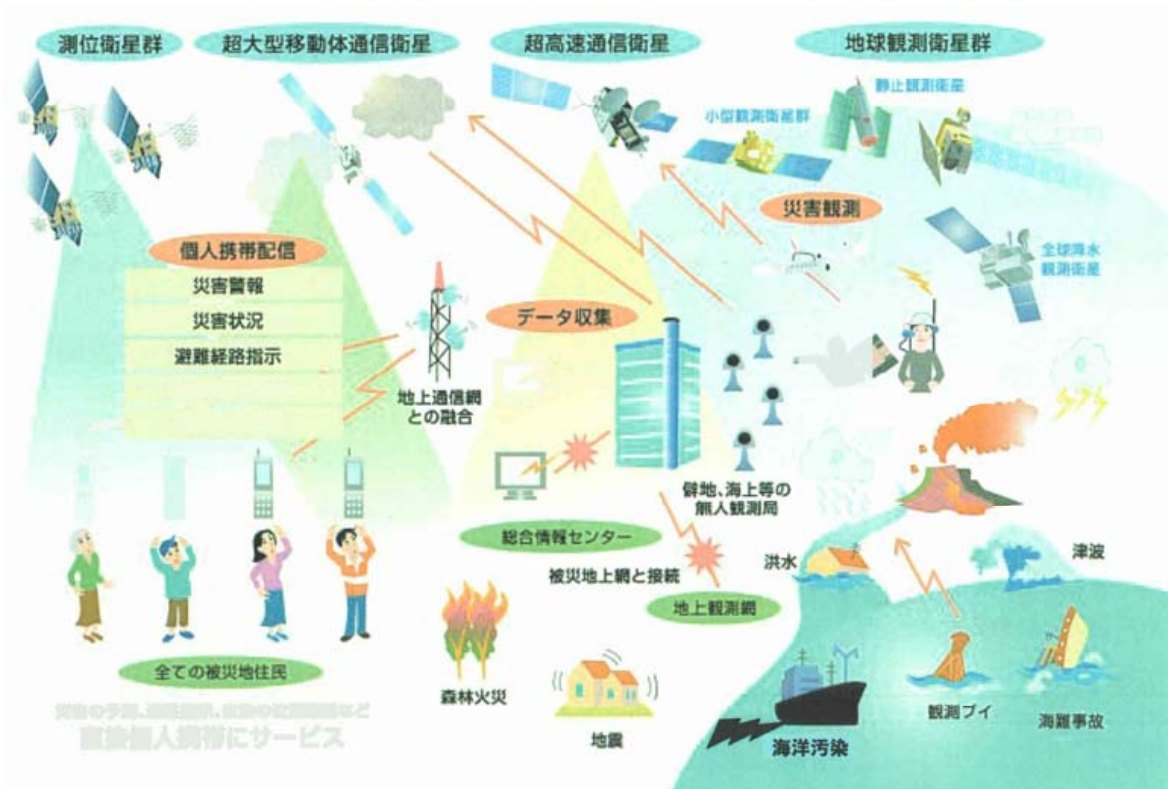 測位衛星群
超大型移動体通信衛星
超高速通信衛星
地球観測衛星群
静止観測衛星
小型観測衛星群
災害観測
全球降水
観測衛星
個人携帯配信
災害警報
災害状況
避難経路指示
地上通信網
との融合
データ収集
僻地、海上等の
無人観測局
総合情報センター
被災地上網と接続
地上観測網
洪水
津波
森林火災
地震
海洋汚染
観測ブイ
海難事故
全ての被災地住民
直接個人携帯にサービス